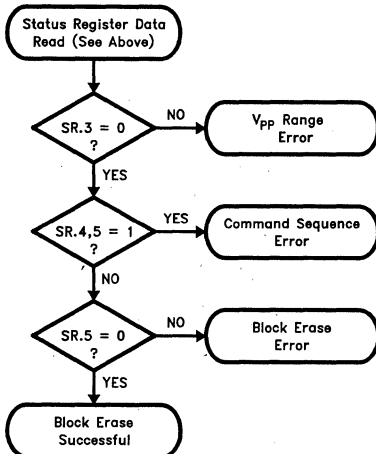 Status Register Data
Read (See Above)
SR.3 = 0
?
NO
VPP Range
Error
YES
SR.4,5 = 1
?
YES
Command Sequence
Error
NO
SR.5 = 0
?
NO
Block Erase
Error
YES
Block Erase
Successful